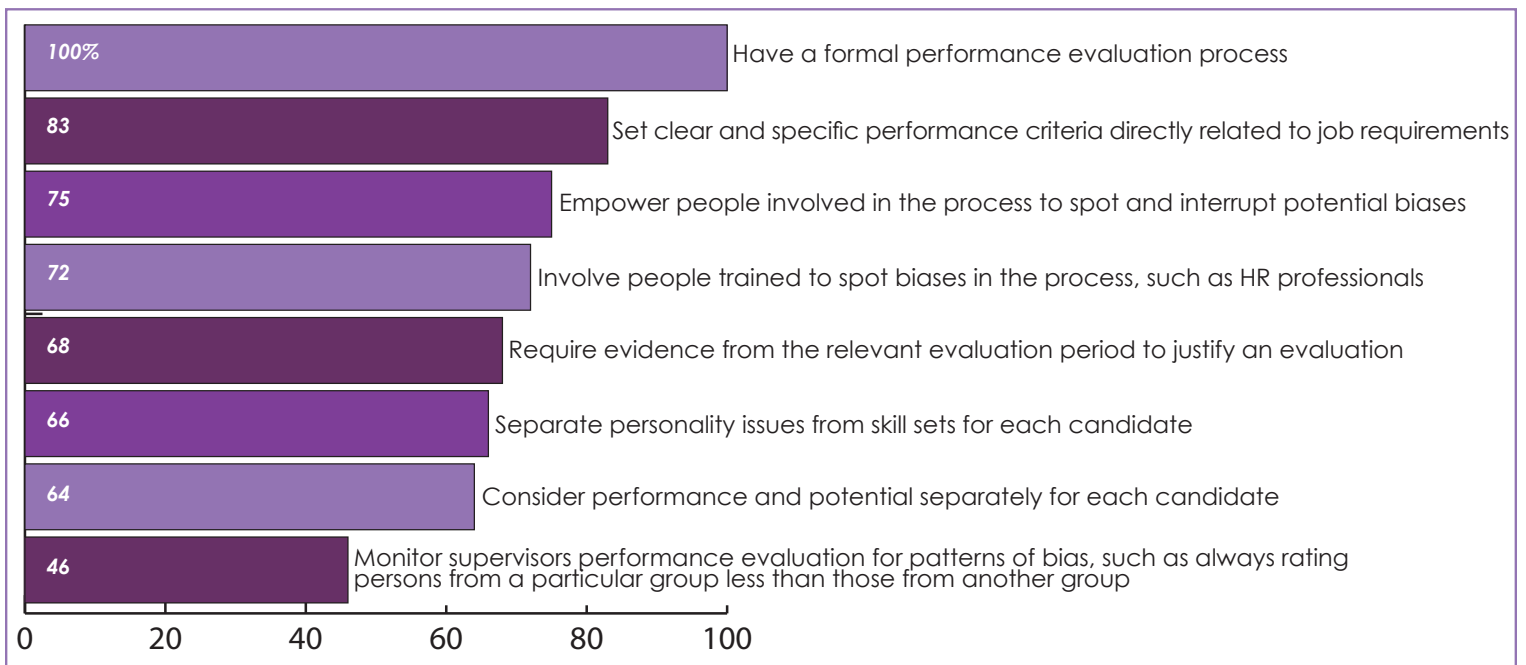 100%
Have a formal performance evaluation process
83
Set clear and specific performance criteria directly related to job requirements
75
Empower people involved in the process to spot and interrupt potential biases
72
Involve people trained to spot biases in the process, such as HR professionals
68
Require evidence from the relevant evaluation period to justify an evaluation
66
Separate personality issues from skill sets for each candidate
64
Consider performance and potential separately for each candidate
46
Monitor supervisors performance evaluation for patterns of bias, such as always rating
persons from a particular group less than those from another group
0 20 40 60 80 100